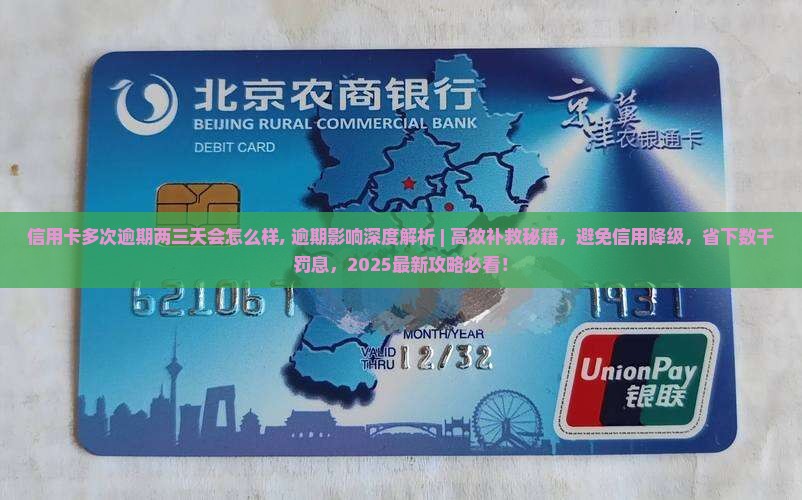 北京农商银行
BEIJING RURAL COMMERCIAL BANK
DEBIT CARD
京津冀
农银通卡
信用卡多次逾期两三天会怎么样, 逾期影响深度解析 | 高效补救秘籍，避免信用降级，省下数千
罚息，2025最新攻略必看！
621067
7937
MONTH/YEAR
VALID
THRU 12/32
UnionPay
银联